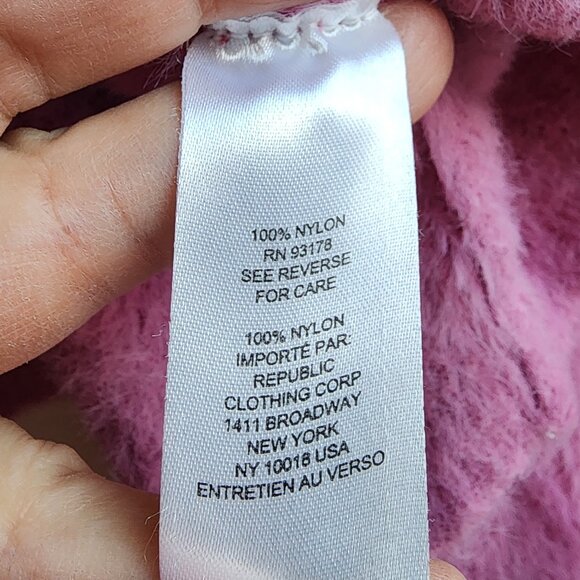 100% NYLON
RN 93178
SEE REVERSE
FOR CARE
100% NYLON
IMPORTÉ PAR:
REPUBLIC
CLOTHING CORP
1411 BROADWAY
NEW YORK
NY 10018 USA
ENTRETIEN AU VERSO